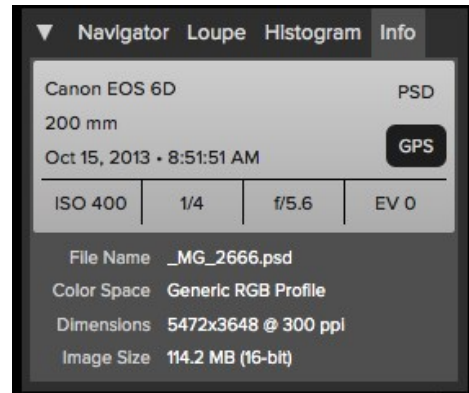 ▼ Navigator Loupe Histogram Info
Canon EOS 6D PSD
200 mm
GPS
Oct 15, 2013 • 8:51:51 AM
ISO 400 1/4 f/5.6 EV 0
File Name _MG_2666.psd
Color Space Generic RGB Profile
Dimensions 5472x3648 @ 300 ppi
Image Size 114.2 MB (16-bit)